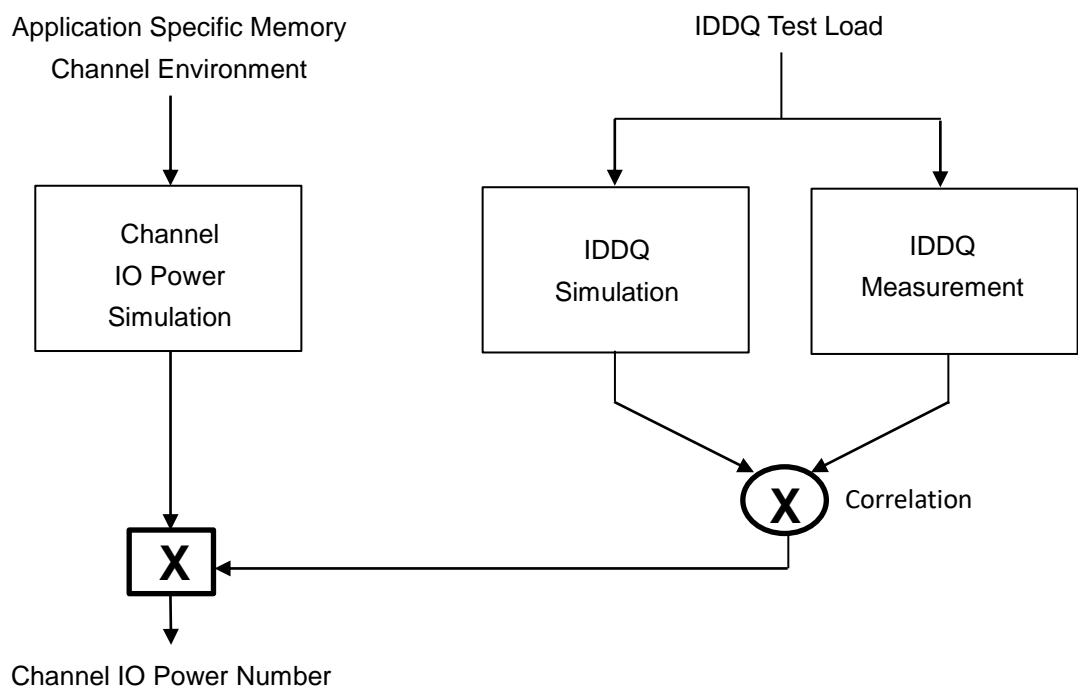 Application Specific Memory
Channel Environment
IDDQ Test Load
Channel
IO Power
Simulation
IDDQ
Simulation
IDDQ
Measurement
X
Correlation
X
Channel IO Power Number